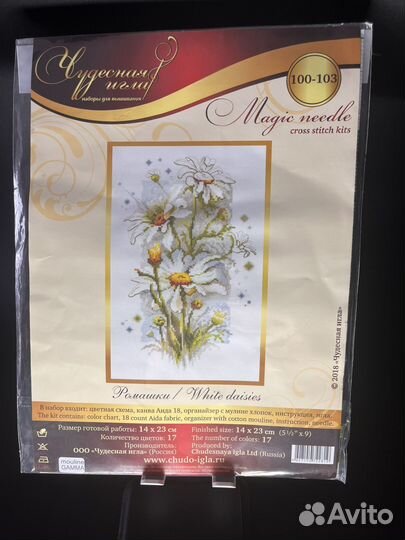 Чудесная
игла
наборы для вышивания
100-103
Magic needle
cross stitch kits
© 2018 «Чудесная игла»
Ромашки / White daisies
В набор входит: цветная схема, канва Аида 18, органайзер с мулине хлопок, инструкция, игла.
The kit contains: color chart, 18 count Aida fabric, organizer with cotton mouline, instruction, needle.
Размер готовой работы: 14 x 23 см
Количество цветов: 17
Производитель:
ООО «Чудесная игла» (Россия)
Finished size: 14 x 23 cm (5½" x 9)
The number of colors: 17
Produced by:
Chudesnaya Igla Ltd (Russia)
mouline
GAMMA
www.chudo-igla.ru
Avito